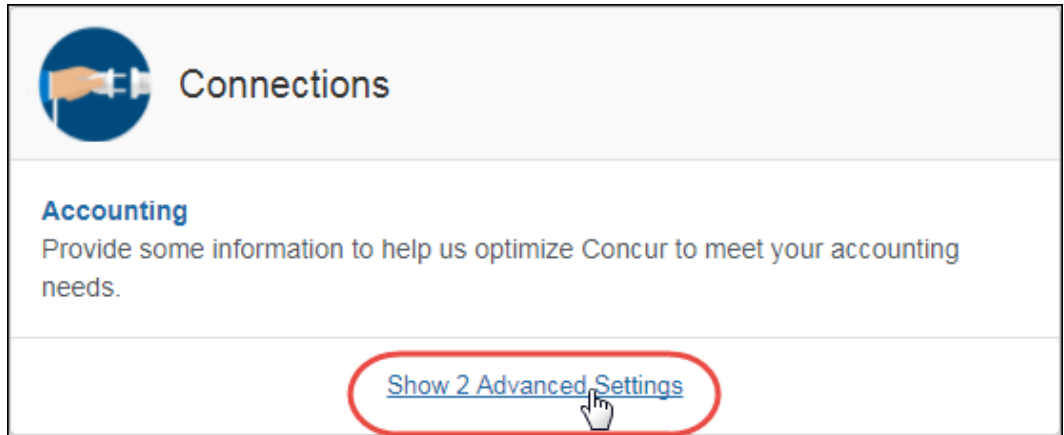 Connections
Accounting
Provide some information to help us optimize Concur to meet your accounting
needs.
Show 2 Advanced Settings